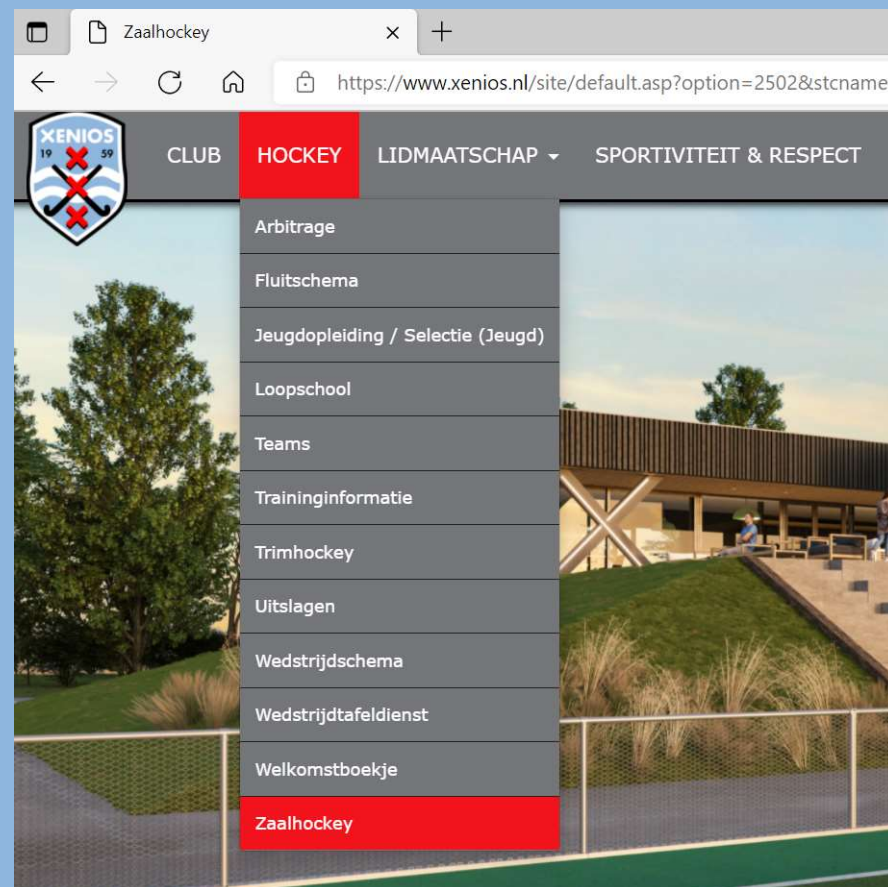 Zaalhockey
https://www.xenios.nl/site/default.asp?option=2502&stcname
XENIOS
19 59
CLUB HOCKEY LIDMAATSCHAP SPORTIVITEIT & RESPECT
Arbitrage
Fluitschema
Jeugdopleiding / Selectie (Jeugd)
Loopschool
Teams
Traininginformatie
Trimhockey
Uitslagen
Wedstrijdschema
Wedstrijdtafeldienst
Welkomstboekje
Zaalhockey